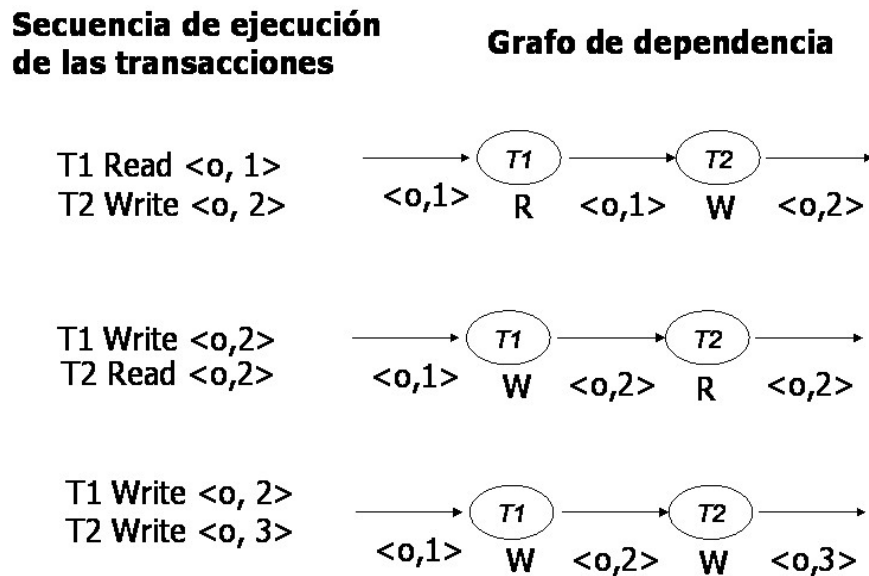 Secuencia de ejecución
de las transacciones
Grafo de dependencia
T1 Read <o, 1>
T2 Write <o, 2>
T1
T2
<o,1>
R
<o,1>
W
<o,2>
T1 Write <o,2>
T2 Read <o,2>
T1
T2
<o,1>
W
<o,2>
R
<o,2>
T1 Write <o, 2>
T2 Write <o, 3>
T1
T2
<o,1>
W
<o,2>
W
<o,3>